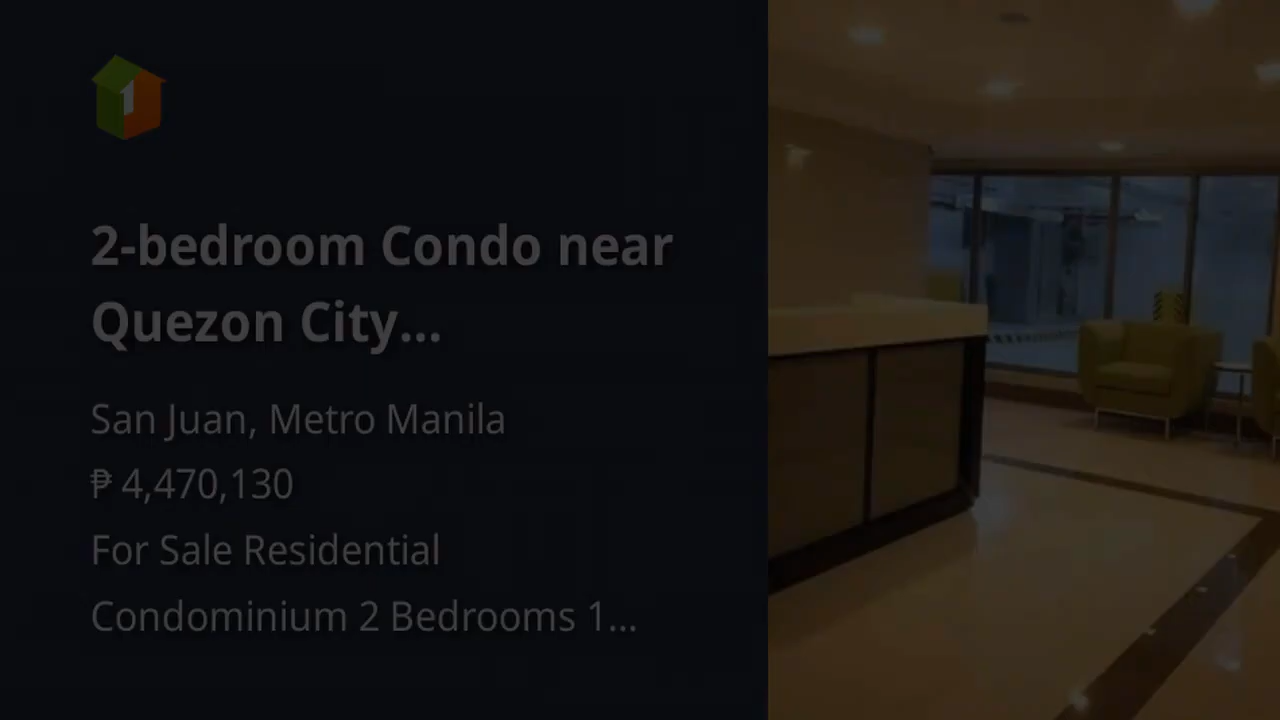 2-bedroom Condo near
Quezon City...
San Juan, Metro Manila
₱ 4,470,130
For Sale Residential
Condominium 2 Bedrooms 1...